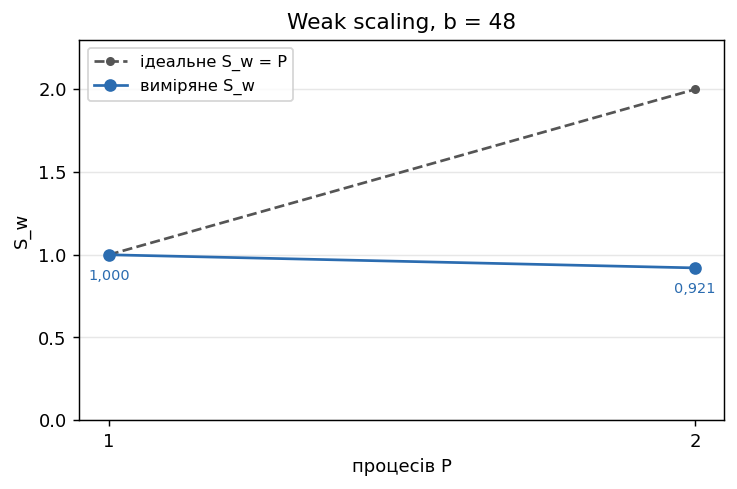 Weak scaling, b = 48
ідеальне S_w = P
виміряне S_w
S_w
2.0
1.5
1.0
0.5
0.0
1,000
0,921
1
2
процесів P